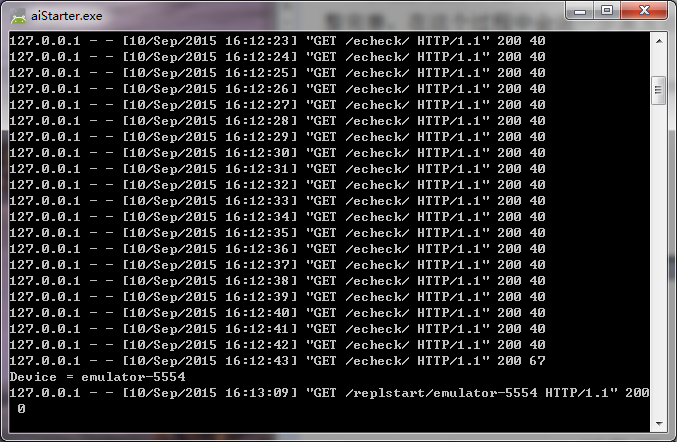 aiStarter.exe
127.0.0.1 - - [10/Sep/2015 16:12:23] "GET /echeck/ HTTP/1.1" 200 40
127.0.0.1 - - [10/Sep/2015 16:12:24] "GET /echeck/ HTTP/1.1" 200 40
127.0.0.1 - - [10/Sep/2015 16:12:25] "GET /echeck/ HTTP/1.1" 200 40
127.0.0.1 - - [10/Sep/2015 16:12:26] "GET /echeck/ HTTP/1.1" 200 40
127.0.0.1 - - [10/Sep/2015 16:12:27] "GET /echeck/ HTTP/1.1" 200 40
127.0.0.1 - - [10/Sep/2015 16:12:28] "GET /echeck/ HTTP/1.1" 200 40
127.0.0.1 - - [10/Sep/2015 16:12:29] "GET /echeck/ HTTP/1.1" 200 40
127.0.0.1 - - [10/Sep/2015 16:12:30] "GET /echeck/ HTTP/1.1" 200 40
127.0.0.1 - - [10/Sep/2015 16:12:31] "GET /echeck/ HTTP/1.1" 200 40
127.0.0.1 - - [10/Sep/2015 16:12:32] "GET /echeck/ HTTP/1.1" 200 40
127.0.0.1 - - [10/Sep/2015 16:12:33] "GET /echeck/ HTTP/1.1" 200 40
127.0.0.1 - - [10/Sep/2015 16:12:34] "GET /echeck/ HTTP/1.1" 200 40
127.0.0.1 - - [10/Sep/2015 16:12:35] "GET /echeck/ HTTP/1.1" 200 40
127.0.0.1 - - [10/Sep/2015 16:12:36] "GET /echeck/ HTTP/1.1" 200 40
127.0.0.1 - - [10/Sep/2015 16:12:37] "GET /echeck/ HTTP/1.1" 200 40
127.0.0.1 - - [10/Sep/2015 16:12:38] "GET /echeck/ HTTP/1.1" 200 40
127.0.0.1 - - [10/Sep/2015 16:12:39] "GET /echeck/ HTTP/1.1" 200 40
127.0.0.1 - - [10/Sep/2015 16:12:40] "GET /echeck/ HTTP/1.1" 200 40
127.0.0.1 - - [10/Sep/2015 16:12:41] "GET /echeck/ HTTP/1.1" 200 40
127.0.0.1 - - [10/Sep/2015 16:12:42] "GET /echeck/ HTTP/1.1" 200 40
127.0.0.1 - - [10/Sep/2015 16:12:43] "GET /echeck/ HTTP/1.1" 200 67
Device = emulator-5554
127.0.0.1 - - [10/Sep/2015 16:13:09] "GET /replstart/emulator-5554 HTTP/1.1" 200
0